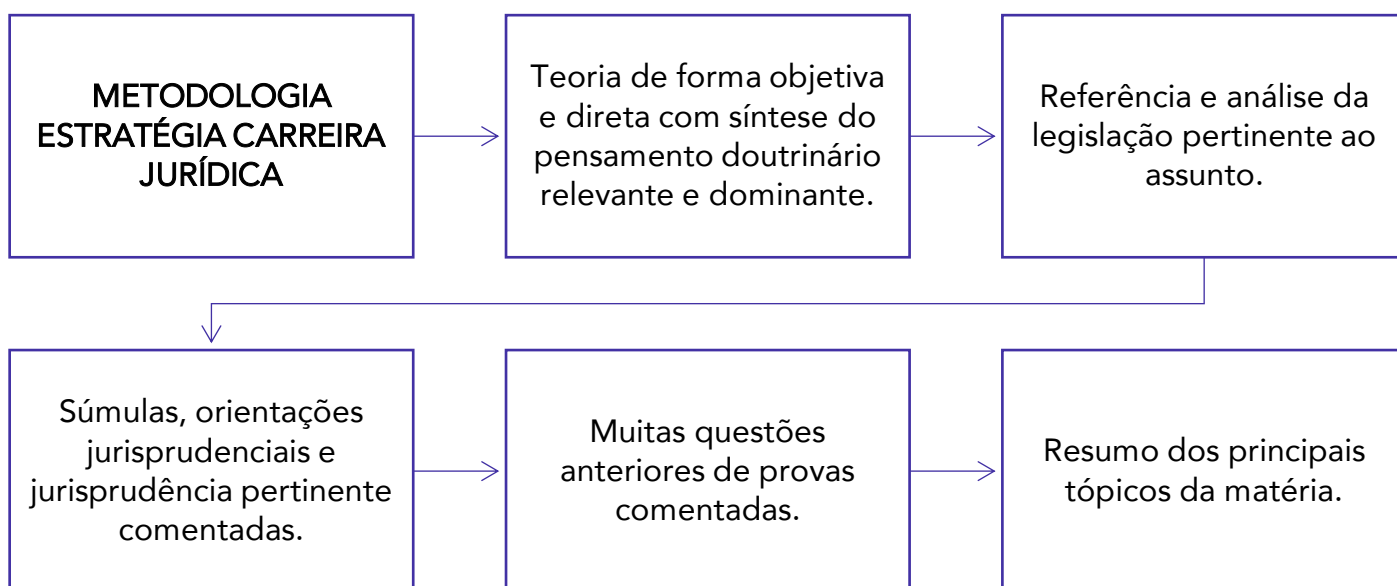 METODOLOGIA
ESTRATÉGIA CARREIRA
JURÍDICA
Teoria de forma objetiva
e direta com síntese do
pensamento doutrinário
relevante e dominante.
Referência e análise da
legislação pertinente ao
assunto.
Súmulas, orientações
jurisprudenciais e
jurisprudência pertinente
comentadas.
Muitas questões
anteriores de provas
comentadas.
Resumo dos principais
tópicos da matéria.